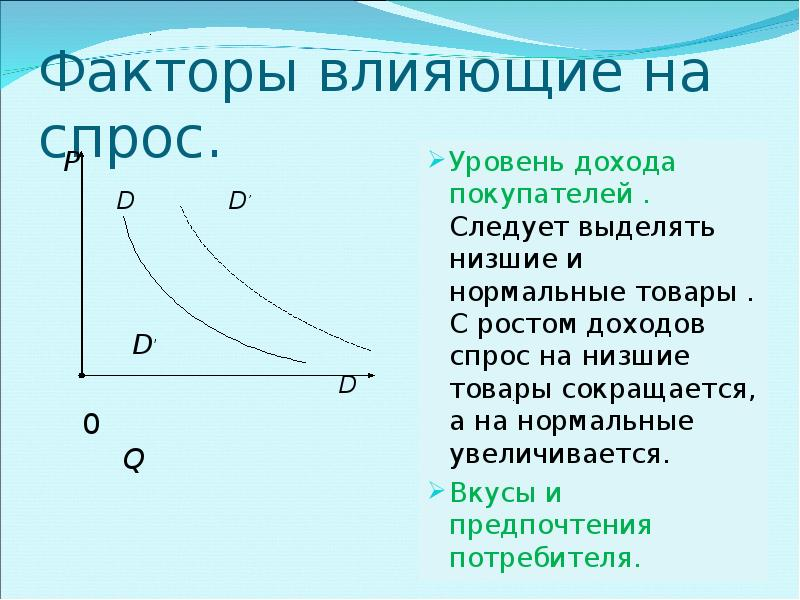 Факторы влияющие на
спрос.
P
D D′
D′
D
0
Q
Уровень дохода
покупателей .
Следует выделять
низшие и
нормальные товары .
С ростом доходов
спрос на низшие
товары сокращается,
а на нормальные
увеличивается.
Вкусы и
предпочтения
потребителя.